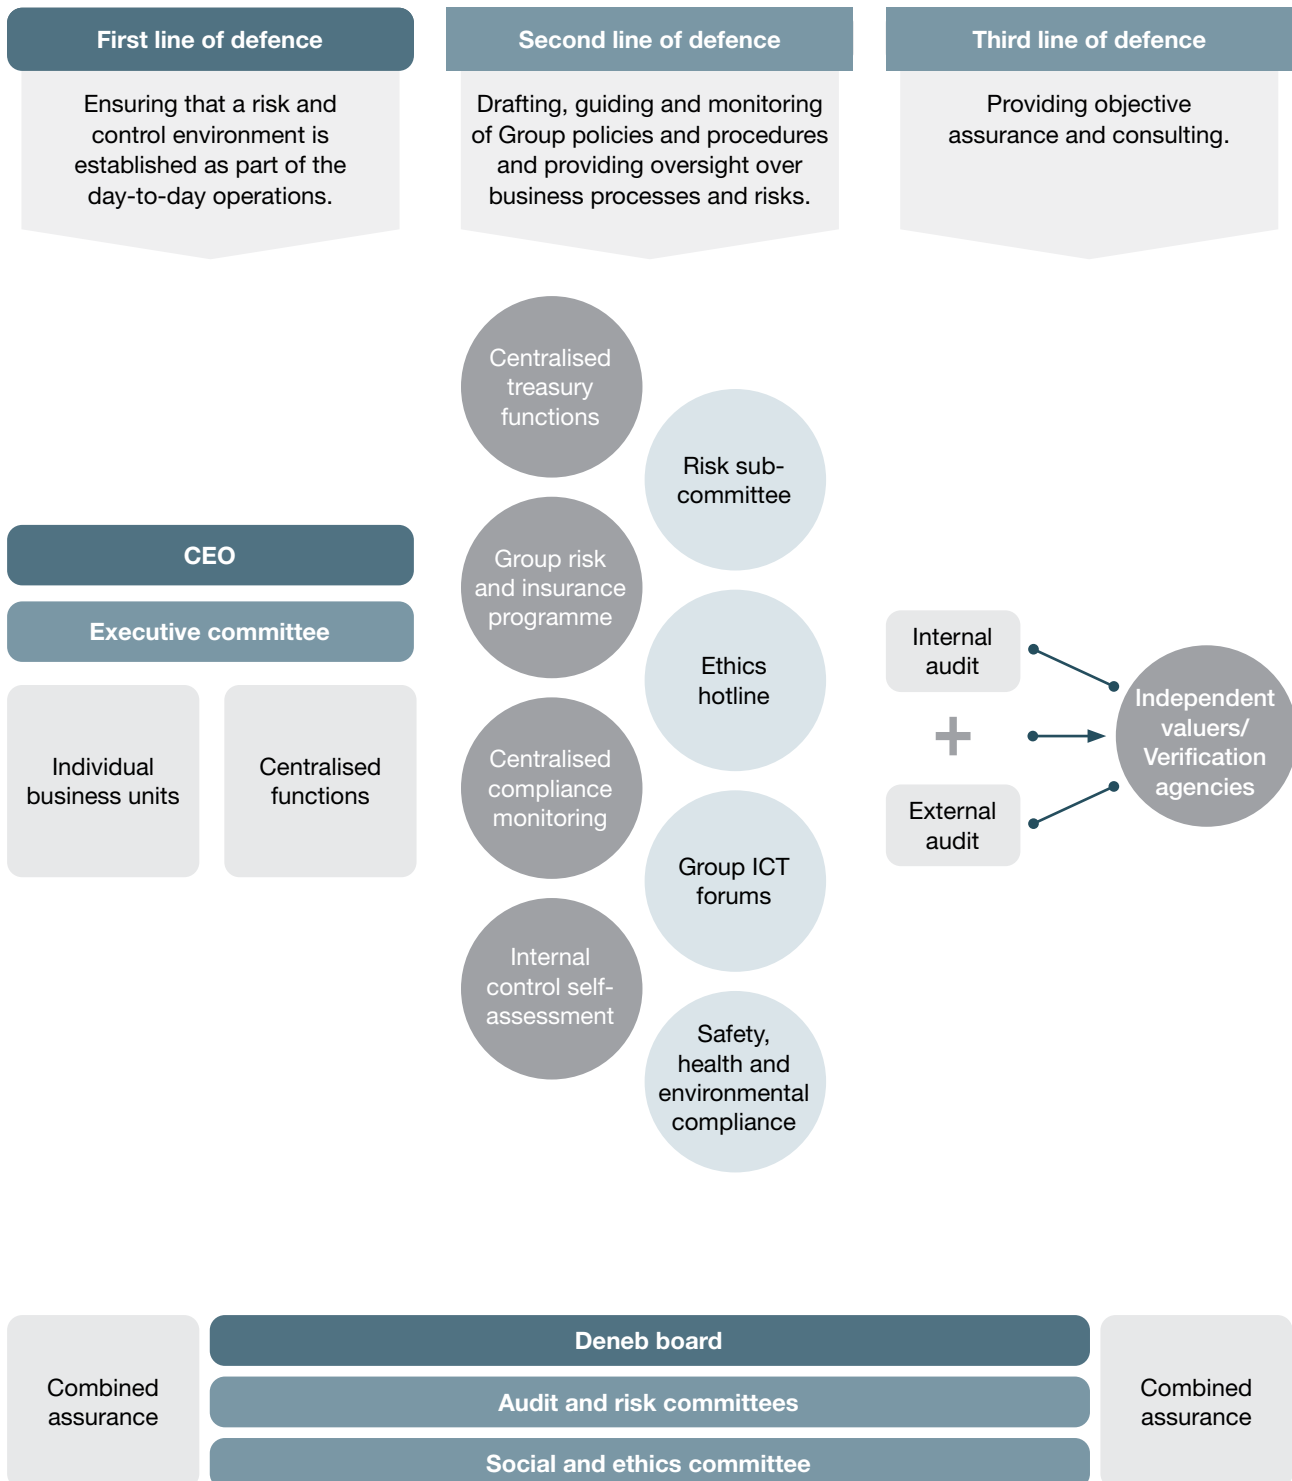 First line of defence
Ensuring that a risk and
control environment is
established as part of the
day-to-day operations.
Second line of defence
Drafting, guiding and monitoring
of Group policies and procedures
and providing oversight over
business processes and risks.
Third line of defence
Providing objective
assurance and consulting.
CEO
Executive committee
Individual
business units
Centralised
functions
Centralised
treasury
functions
Risk sub-
committee
Group risk
and insurance
programme
Ethics
hotline
Centralised
compliance
monitoring
Group ICT
forums
Internal
control self-
assessment
Safety,
health and
environmental
compliance
Internal
audit
+
External
audit
Independent
valuers/
Verification
agencies
Combined
assurance
Deneb board
Audit and risk committees
Social and ethics committee
Combined
assurance